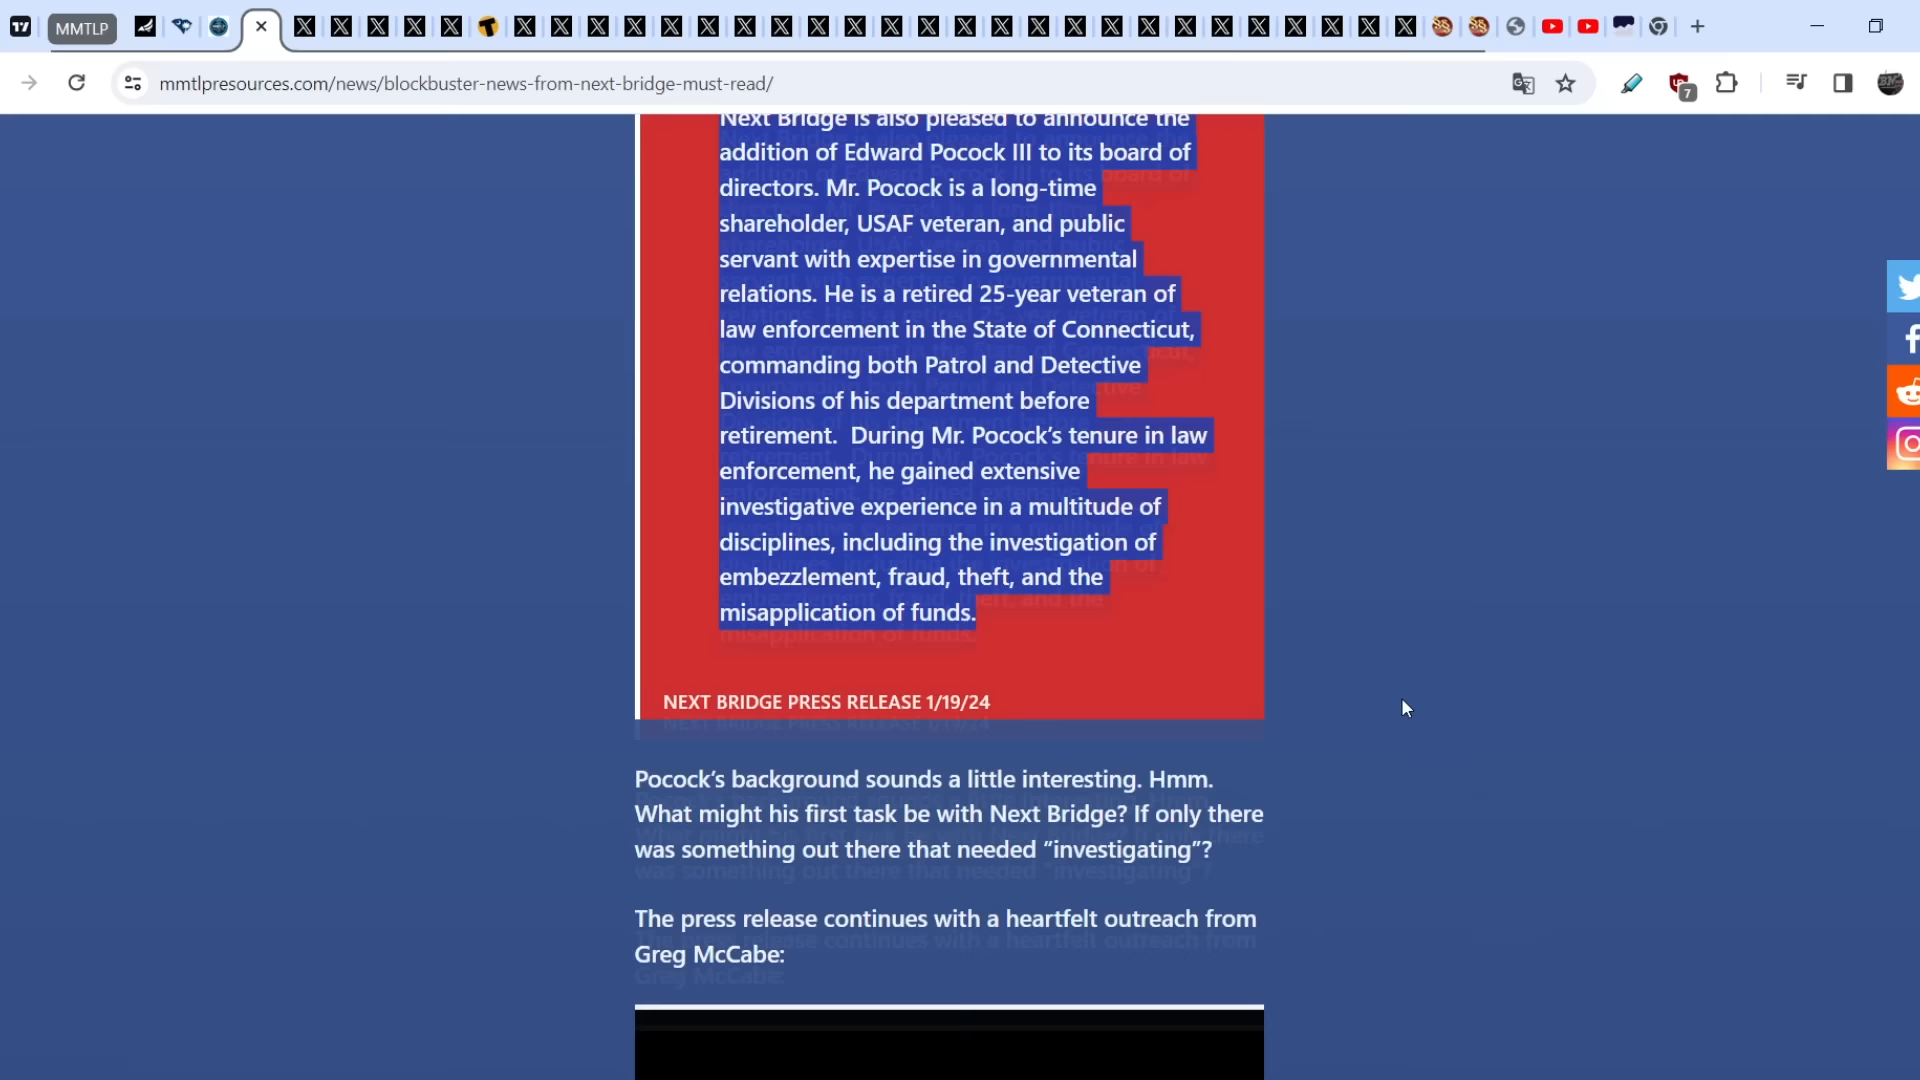 MMTLP
mmtlpresources.com/news/blockbuster-news-from-next-bridge-must-read/
7
Next Bridge is also pleased to announce the
addition of Edward Pocock III to its board of
directors. Mr. Pocock is a long-time
shareholder, USAF veteran, and public
servant with expertise in governmental
relations. He is a retired 25-year veteran of
law enforcement in the State of Connecticut,
commanding both Patrol and Detective
Divisions of his department before
retirement.  During Mr. Pocock’s tenure in law
enforcement, he gained extensive
investigative experience in a multitude of
disciplines, including the investigation of
embezzlement, fraud, theft, and the
misapplication of funds.
NEXT BRIDGE PRESS RELEASE 1/19/24
Pocock’s background sounds a little interesting. Hmm.
What might his first task be with Next Bridge? If only there
was something out there that needed “investigating”?
The press release continues with a heartfelt outreach from
Greg McCabe: